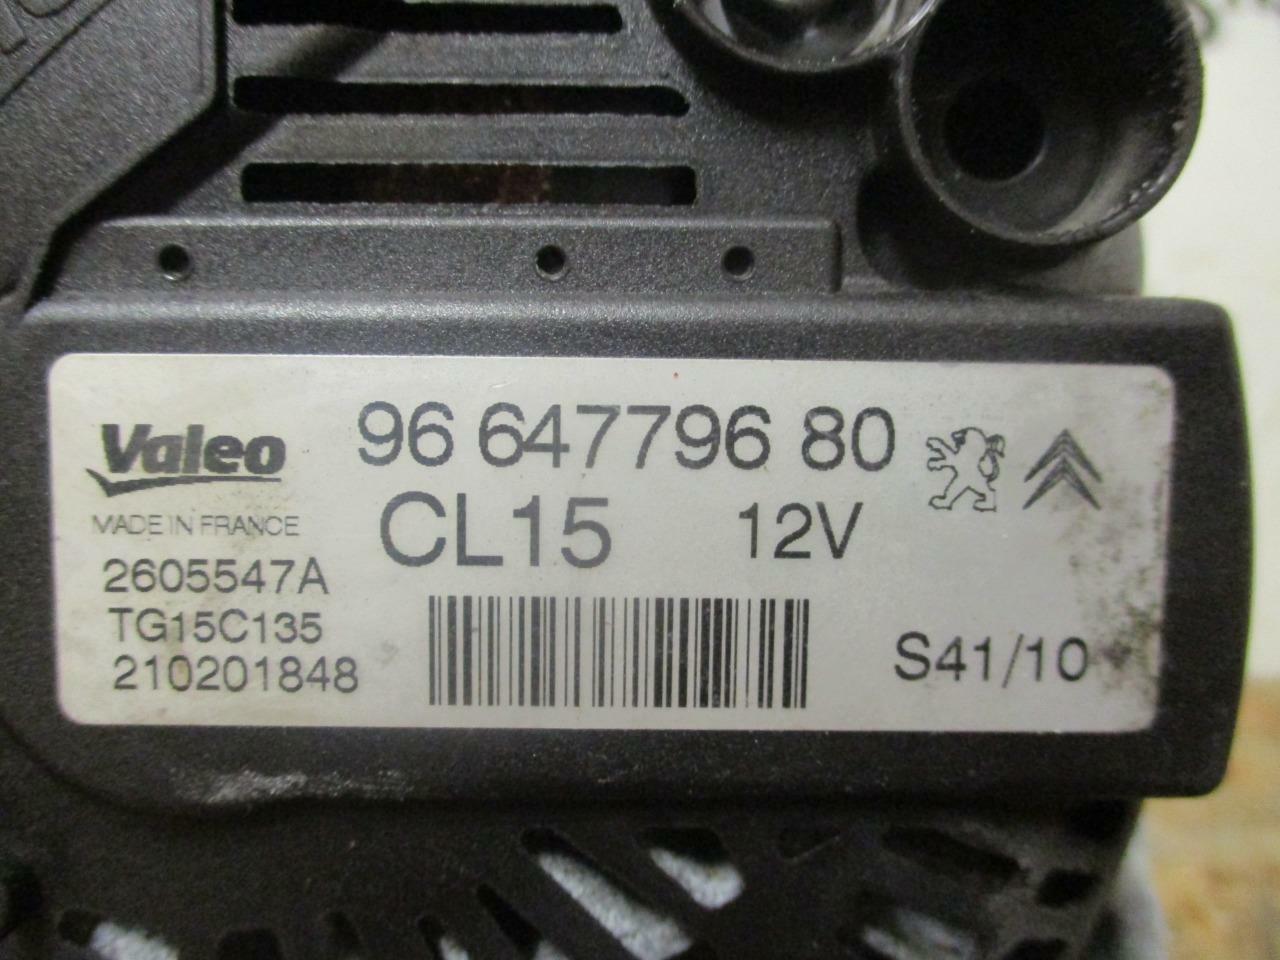 Valeo
MADE IN FRANCE
96 647796 80
CL15 12V
2605547A
TG15C135
210201848
S41/10